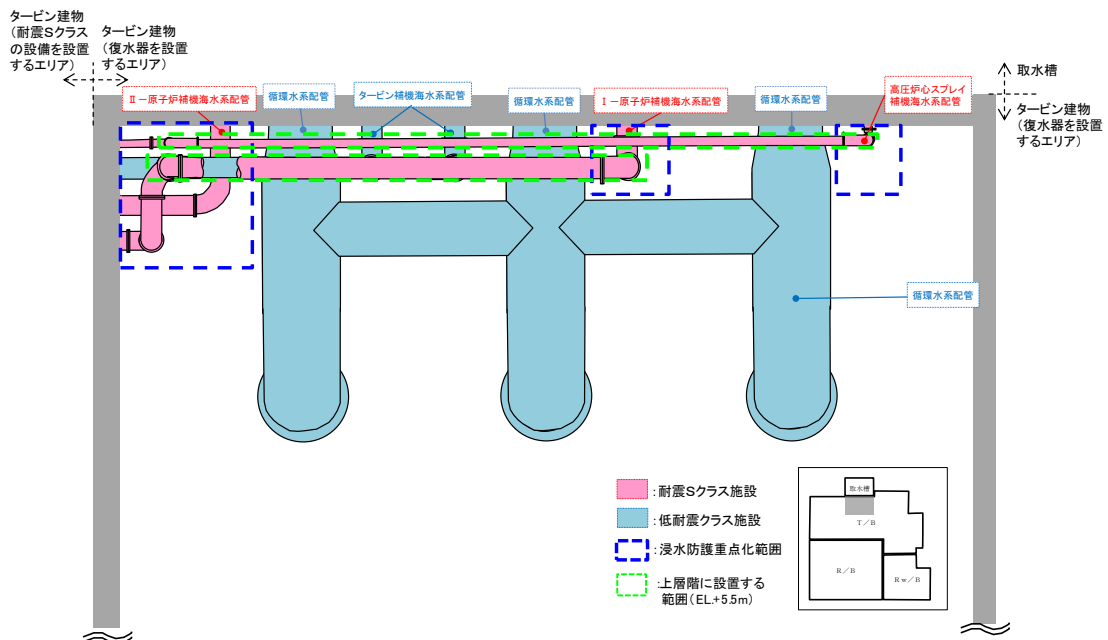 タービン建物
(耐震Sクラス
の設備を設置
するエリア)
タービン建物
(復水器を設置
するエリア)
取水槽
タービン建物
(復水器を設置
するエリア)
Ⅱ－原子炉補機海水系配管
循環水系配管
タービン補機海水系配管
循環水系配管
Ⅰ－原子炉補機海水系配管
循環水系配管
高圧炉心スプレイ
補機海水系配管
循環水系配管
:耐震Sクラス施設
:低耐震クラス施設
:浸水防護重点化範囲
:上層階に設置する
範囲(EL.+5.5m)
取水槽
T/B
R/B
Rw/B